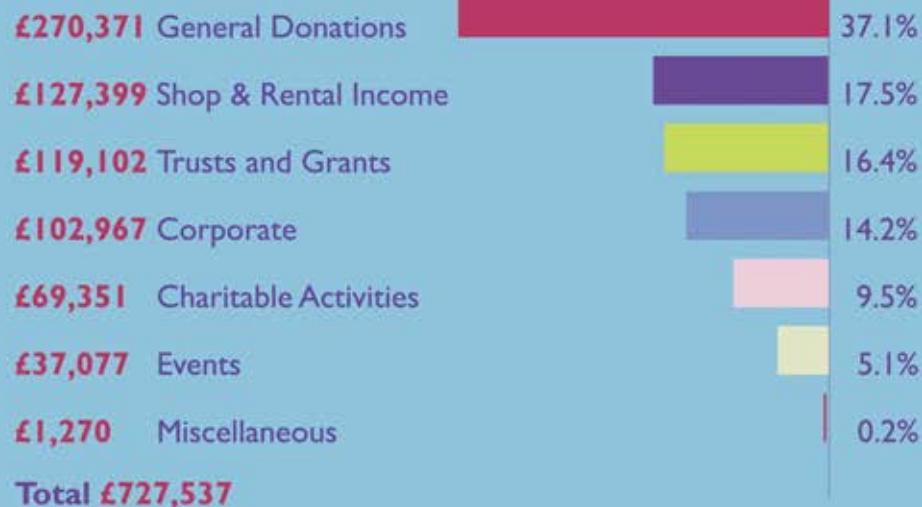 £270,371 General Donations 37.1%
£127,399 Shop & Rental Income 17.5%
£119,102 Trusts and Grants 16.4%
£102,967 Corporate 14.2%
£69,351 Charitable Activities 9.5%
£37,077 Events 5.1%
£1,270 Miscellaneous 0.2%
Total £727,537